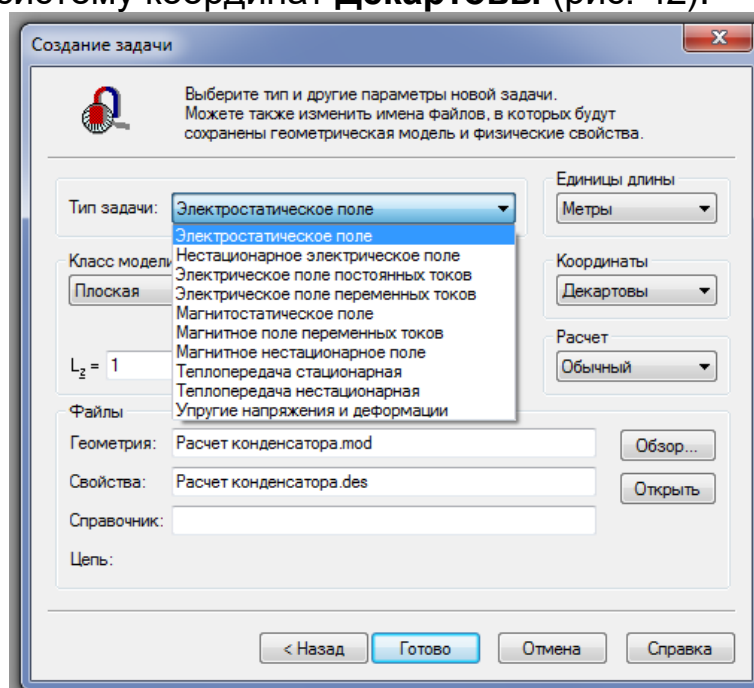 систему координат Декартовы (рис. 42).
Создание задачи
Выберите тип и другие параметры новой задачи.
Можете также изменить имена файлов, в которых будут
сохранены геометрическая модель и физические свойства.
Тип задачи: Электростатическое поле
Единицы длины
Метры
Электростатическое поле
Нестационарное электрическое поле
Электрическое поле постоянных токов
Электрическое поле переменных токов
Магнитостатическое поле
Магнитное поле переменных токов
Магнитное нестационарное поле
Теплопередача стационарная
Теплопередача нестационарная
Упругие напряжения и деформации
Класс модели
Плоская
Координаты
Декартовы
Lz = 1
Расчет
Обычный
Файлы
Геометрия: Расчет конденсатора.mod Обзор...
Свойства: Расчет конденсатора.des Открыть
Справочник:
Цепь:
< Назад Готово Отмена Справка